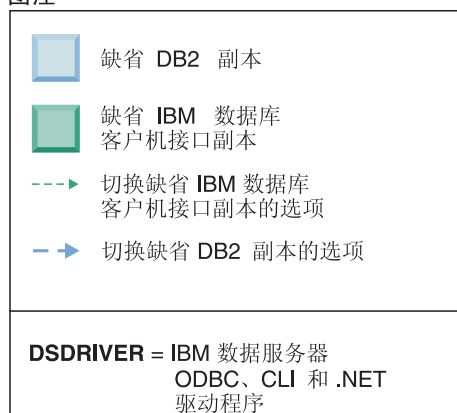 缺省 DB2 副本
缺省 IBM 数据库
客户机接口副本
切换缺省 IBM 数据库
客户机接口副本的选项
切换缺省 DB2 副本的选项
DSDRIVER = IBM 数据服务器
ODBC、CLI 和 .NET
驱动程序